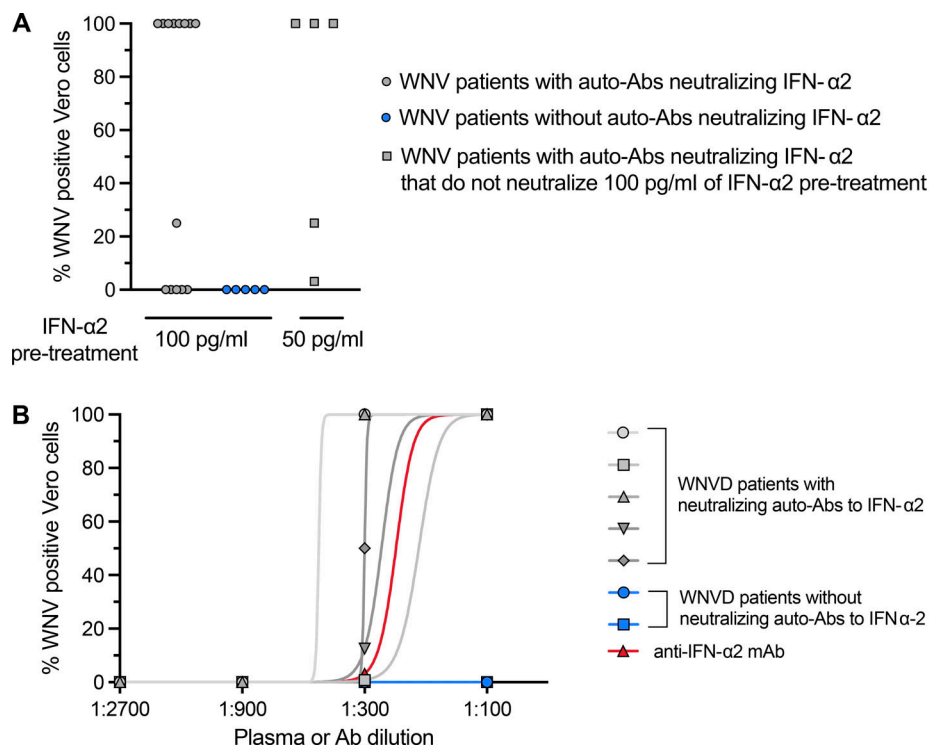 A
% WNV positive Vero cells
100
80
60
40
20
0
WNV patients with auto-Abs neutralizing IFN-α2
WNV patients without auto-Abs neutralizing IFN-α2
WNV patients with auto-Abs neutralizing IFN-α2
that do not neutralize 100 pg/ml of IFN-α2 pre-treatment
IFN-α2
pre-treatment
100 pg/ml
50 pg/ml
B
% WNV positive Vero cells
100
80
60
40
20
0
1:2700
1:900
1:300
1:100
Plasma or Ab dilution
WNVD patients with
neutralizing auto-Abs to IFN-α2
WNVD patients without
neutralizing auto-Abs to IFNα-2
anti-IFN-α2 mAb